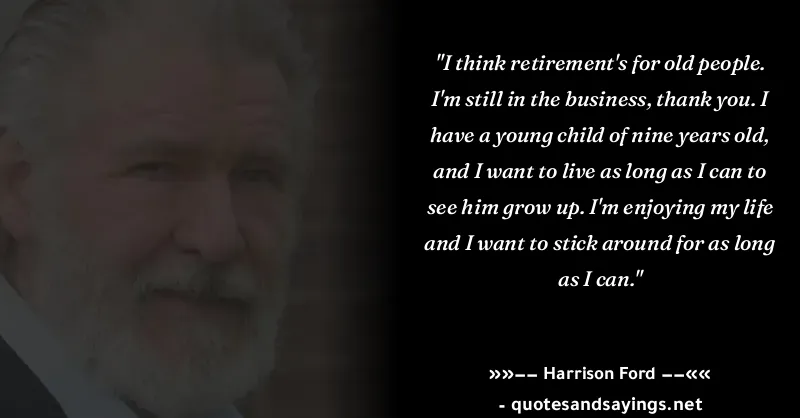 "I think retirement's for old people.
I'm still in the business, thank you. I
have a young child of nine years old,
and I want to live as long as I can to
see him grow up. I'm enjoying my life
and I want to stick around for as long
as I can."
»»−− Harrison Ford −−««
- quotesandsayings.net